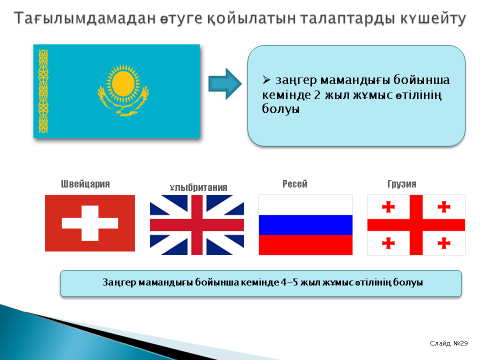 Тағылымдамадан өтуге қойылатын талаптарды күшейту
➢ заңгер мамандығы бойынша
кемінде 2 жыл жұмыс өтілінің
болуы
Швейцария
ұлыбритания
Ресей
Грузия
Заңгер мамандығы бойынша кемінде 4-5 жыл жұмыс өтілінің болуы
Слайд №29